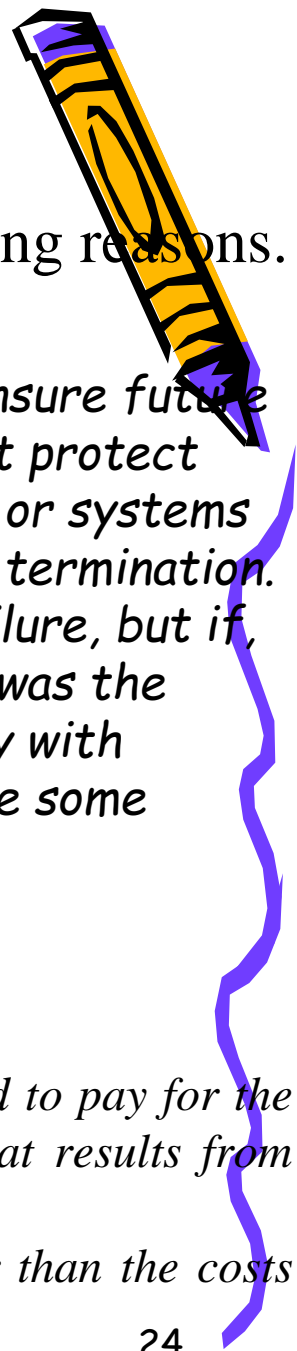 ng reasons.
nsure future
t protect
or systems
termination.
ilure, but if,
was the
y with
e some
d to pay for the
at results from
than the costs
24